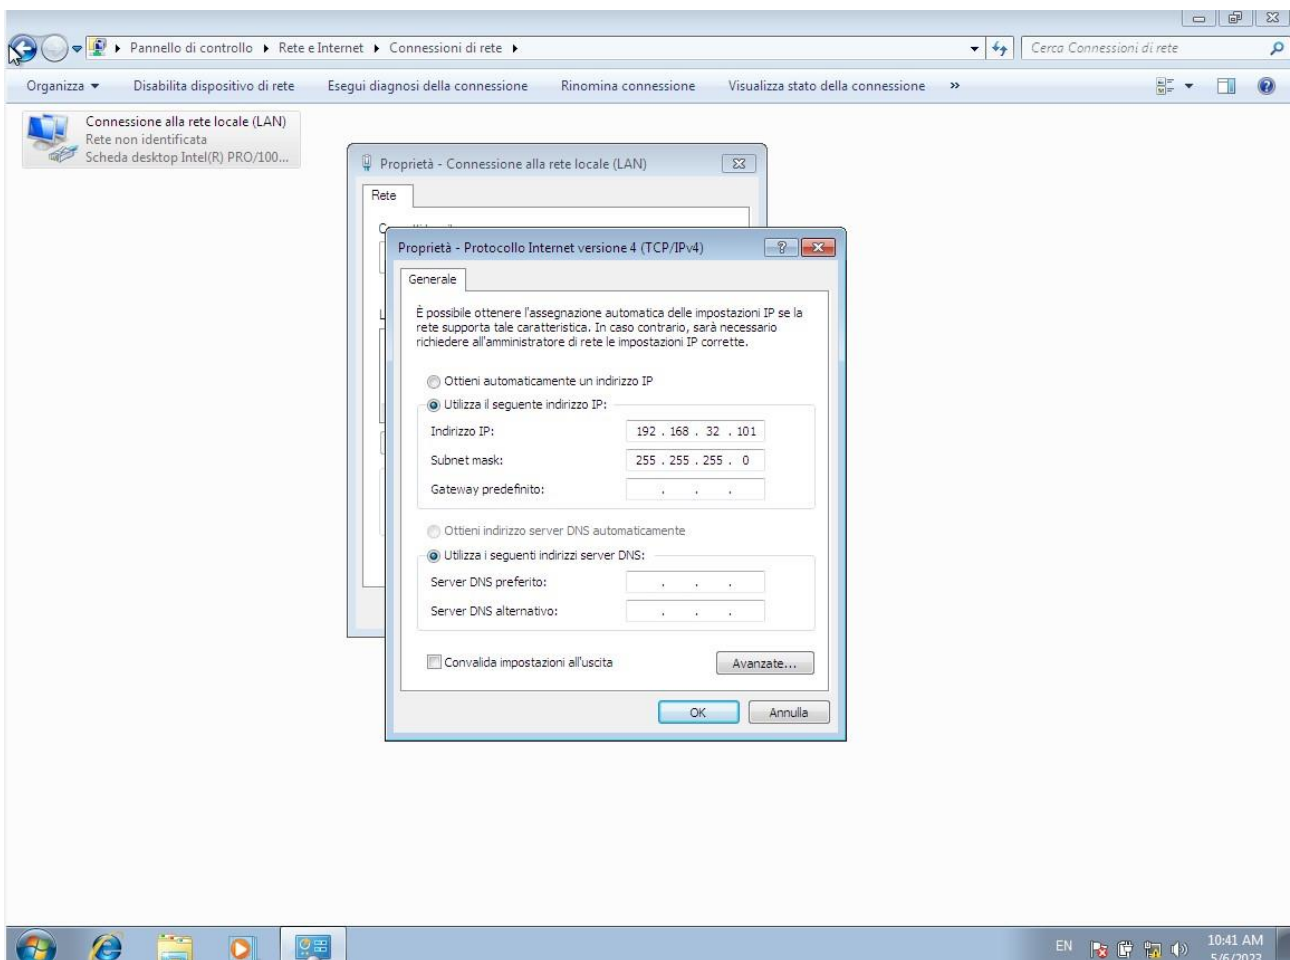 Pannello di controllo Rete e Internet Connessioni di rete
Cerca Connessioni di rete
Organizza Disabilita dispositivo di rete Esegui diagnosi della connessione Rinomina connessione Visualizza stato della connessione »
Connessione alla rete locale (LAN)
Rete non identificata
Scheda desktop Intel(R) PRO/100...
Proprietà - Connessione alla rete locale (LAN)
Rete
Proprietà - Protocollo Internet versione 4 (TCP/IPv4)
Generale
È possibile ottenere l'assegnazione automatica delle impostazioni IP se la
rete supporta tale caratteristica. In caso contrario, sarà necessario
richiedere all'amministratore di rete le impostazioni IP corrette.
Ottieni automaticamente un indirizzo IP
Utilizza il seguente indirizzo IP:
Indirizzo IP: 192 . 168 . 32 . 101
Subnet mask: 255 . 255 . 255 . 0
Gateway predefinito: . . .
Ottieni indirizzo server DNS automaticamente
Utilizza i seguenti indirizzi server DNS:
Server DNS preferito: . . .
Server DNS alternativo: . . .
Convalida impostazioni all'uscita
Avanzate...
OK Annulla
EN
10:41 AM
5/6/2023